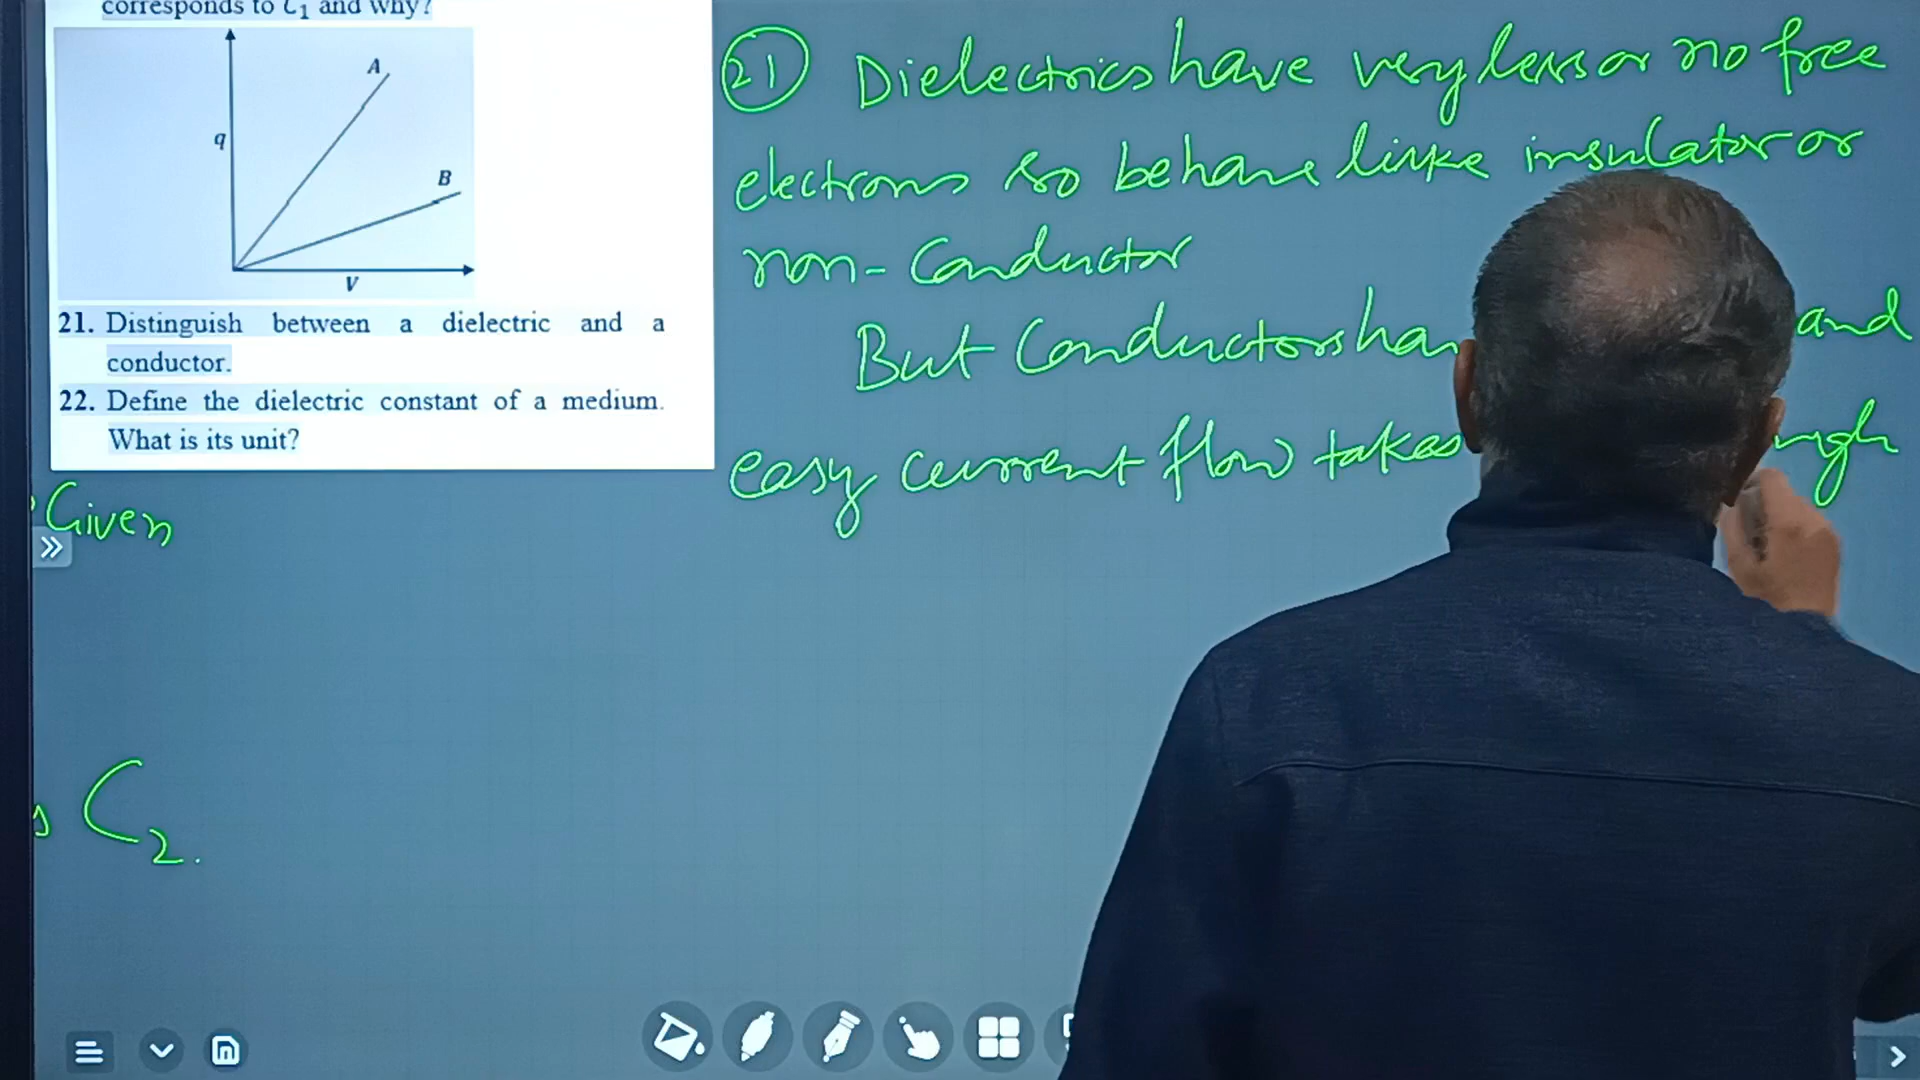 corresponds to C1 and why?
A
q
B
V
21. Distinguish between a dielectric and a
conductor.
22. Define the dielectric constant of a medium.
What is its unit?
Given
C2.
21 Dielectrics have very less or no free
electrons so behave like insulator or
non-Conductor
But Conductors and
easy current flow takes